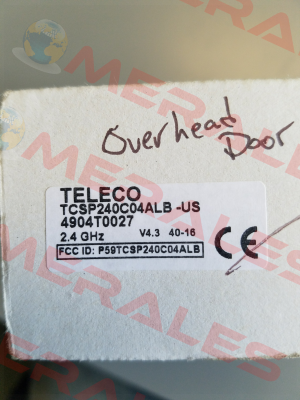 Overhead
Door
TELECO
TCSP240C04ALB -US
4904T0027
2.4 GHz V4.3 40-16
FCC ID: P59TCSP240C04ALB
CE